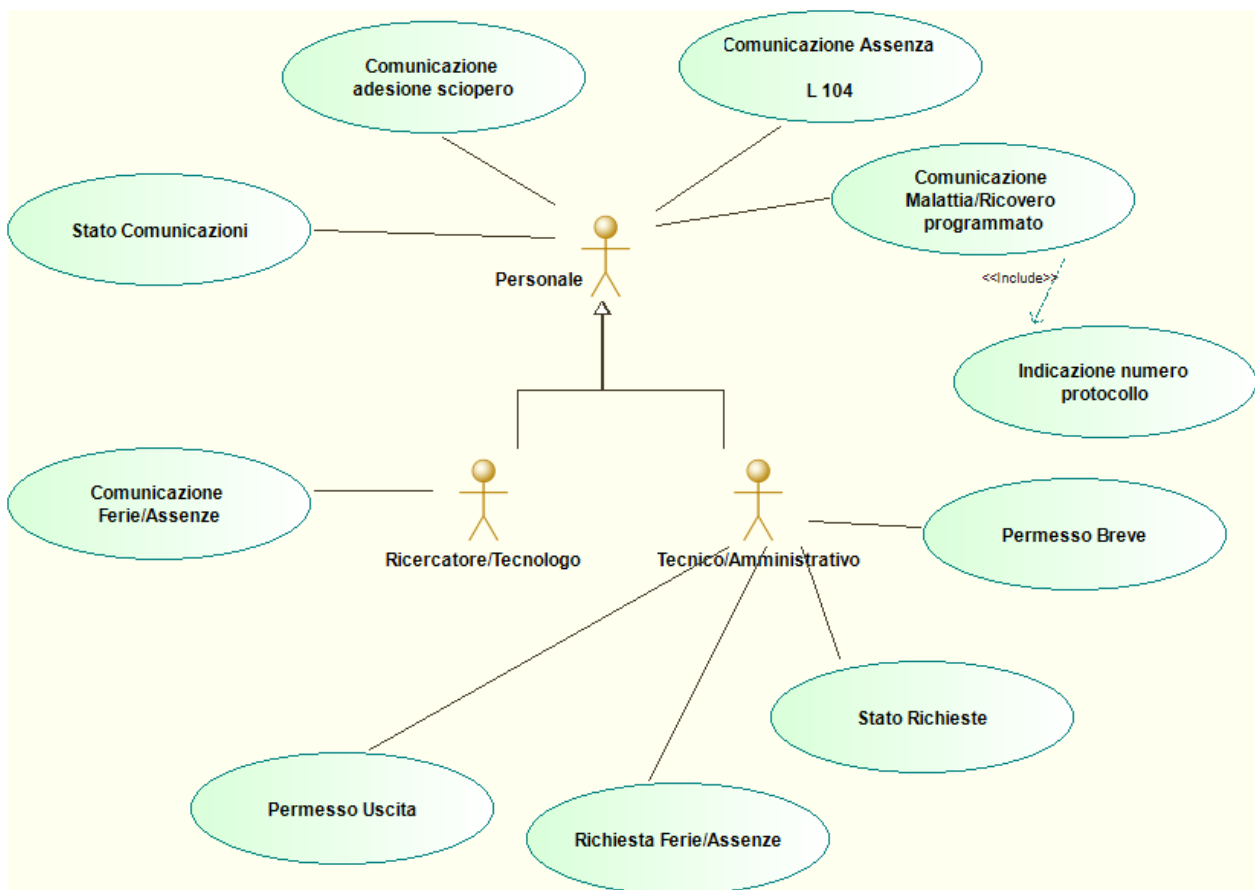 Comunicazione
adesione sciopero
Comunicazione Assenza
L 104
Comunicazione
Malattia/Ricovero
programmato
Stato Comunicazioni
Personale
<<Include>>
Indicazione numero
protocollo
Comunicazione
Ferie/Assenze
Ricercatore/Tecnologo
Tecnico/Amministrativo
Permesso Breve
Stato Richieste
Permesso Uscita
Richiesta Ferie/Assenze